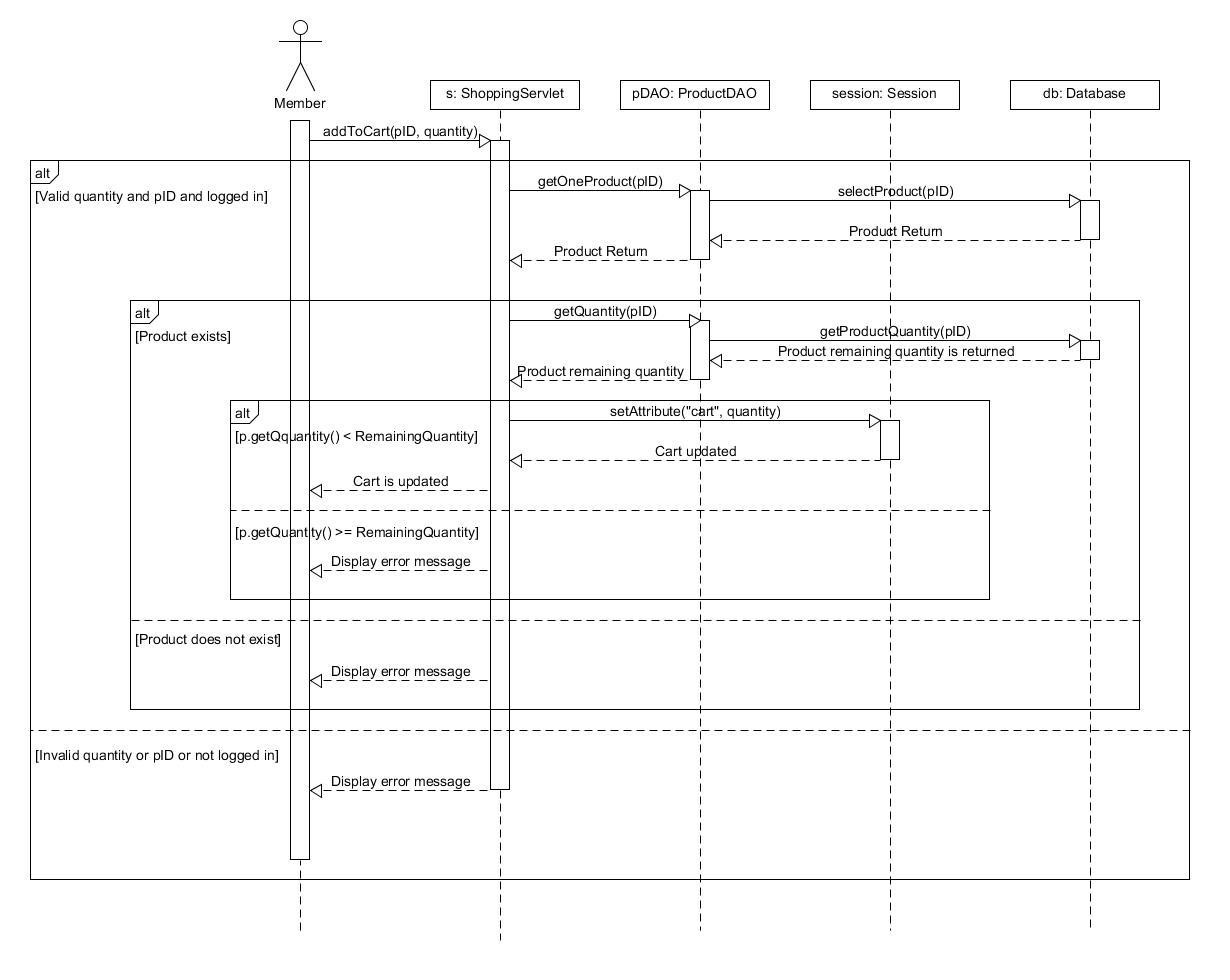 Member
s: ShoppingServlet
pDAO: ProductDAO
session: Session
db: Database
addToCart(pID, quantity)
alt
[Valid quantity and pID and logged in]
getOneProduct(pID)
selectProduct(pID)
Product Return
Product Return
alt
[Product exists]
getQuantity(pID)
getProductQuantity(pID)
Product remaining quantity is returned
Product remaining quantity
alt
[p.getQquantity() < RemainingQuantity]
setAttribute("cart", quantity)
Cart updated
Cart is updated
[p.getQuantity() >= RemainingQuantity]
Display error message
[Product does not exist]
Display error message
[Invalid quantity or pID or not logged in]
Display error message